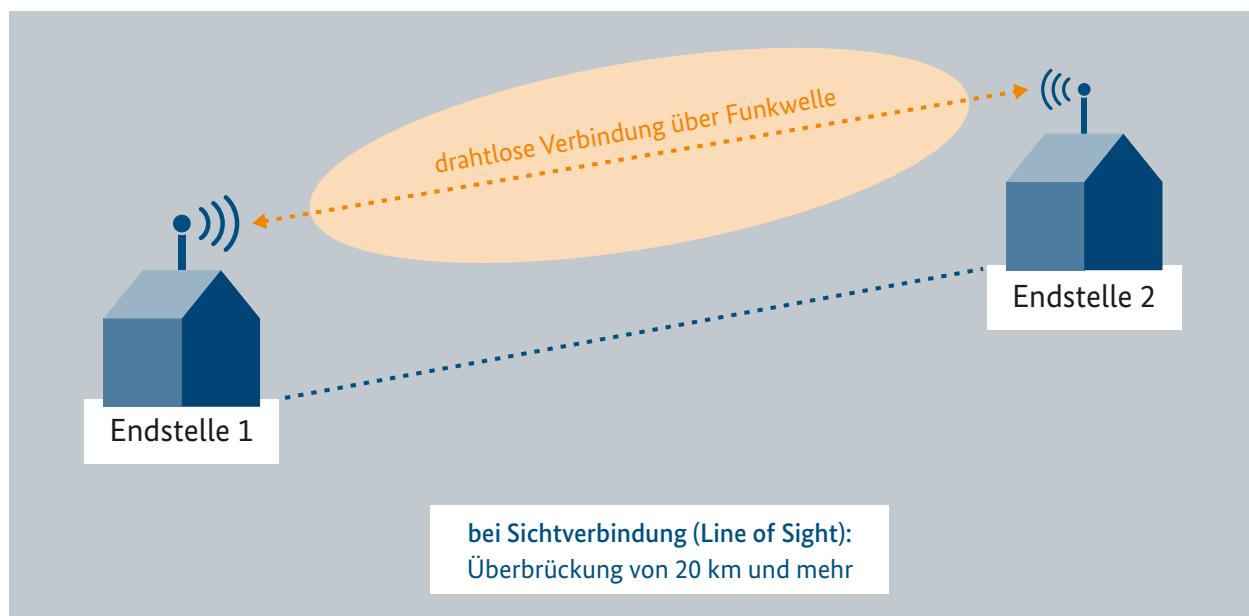 drahtlose Verbindung über Funkwelle
Endstelle 2
Endstelle 1
bei Sichtverbindung (Line of Sight):
Überbrückung von 20 km und mehr